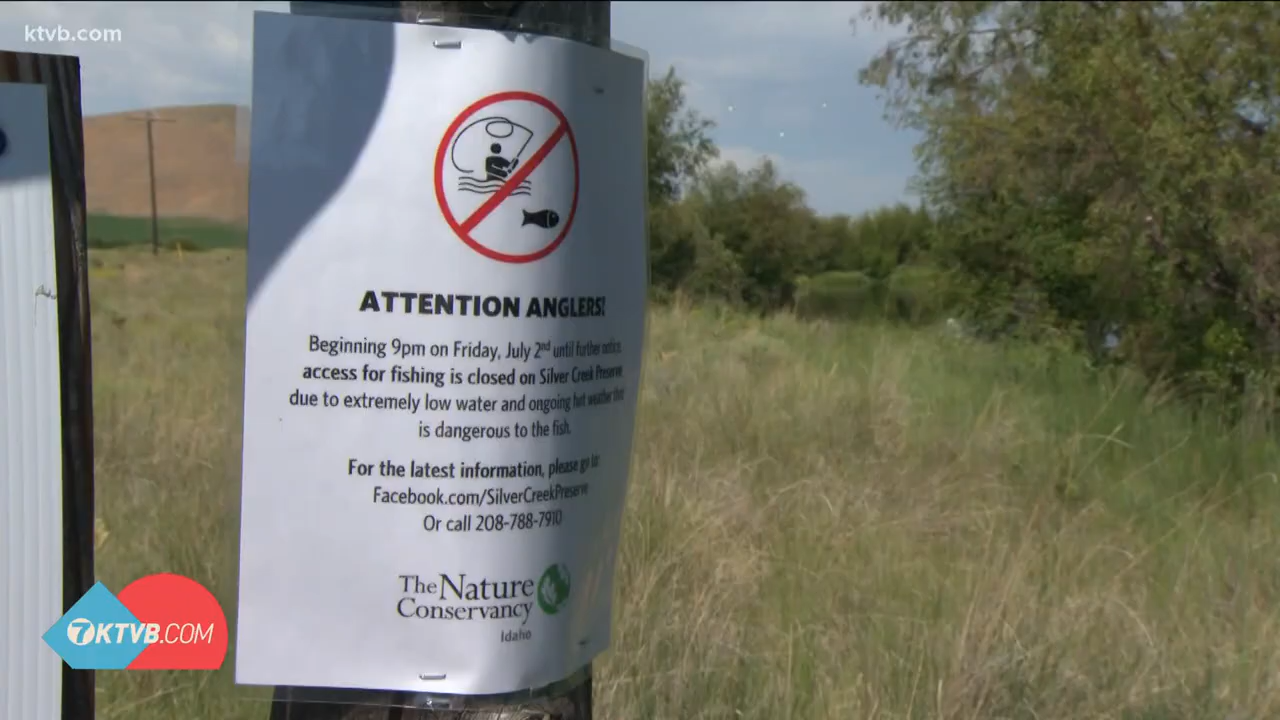 ktvb.com
ATTENTION ANGLERS!
Beginning 9pm on Friday, July 2nd until further notice,
access for fishing is closed on Silver Creek Preserve
due to extremely low water and ongoing hot weather that
is dangerous to the fish.
For the latest information, please go to:
Facebook.com/SilverCreekPreserve
Or call 208-788-7910
The Nature
Conservancy
Idaho
7KTVB.COM